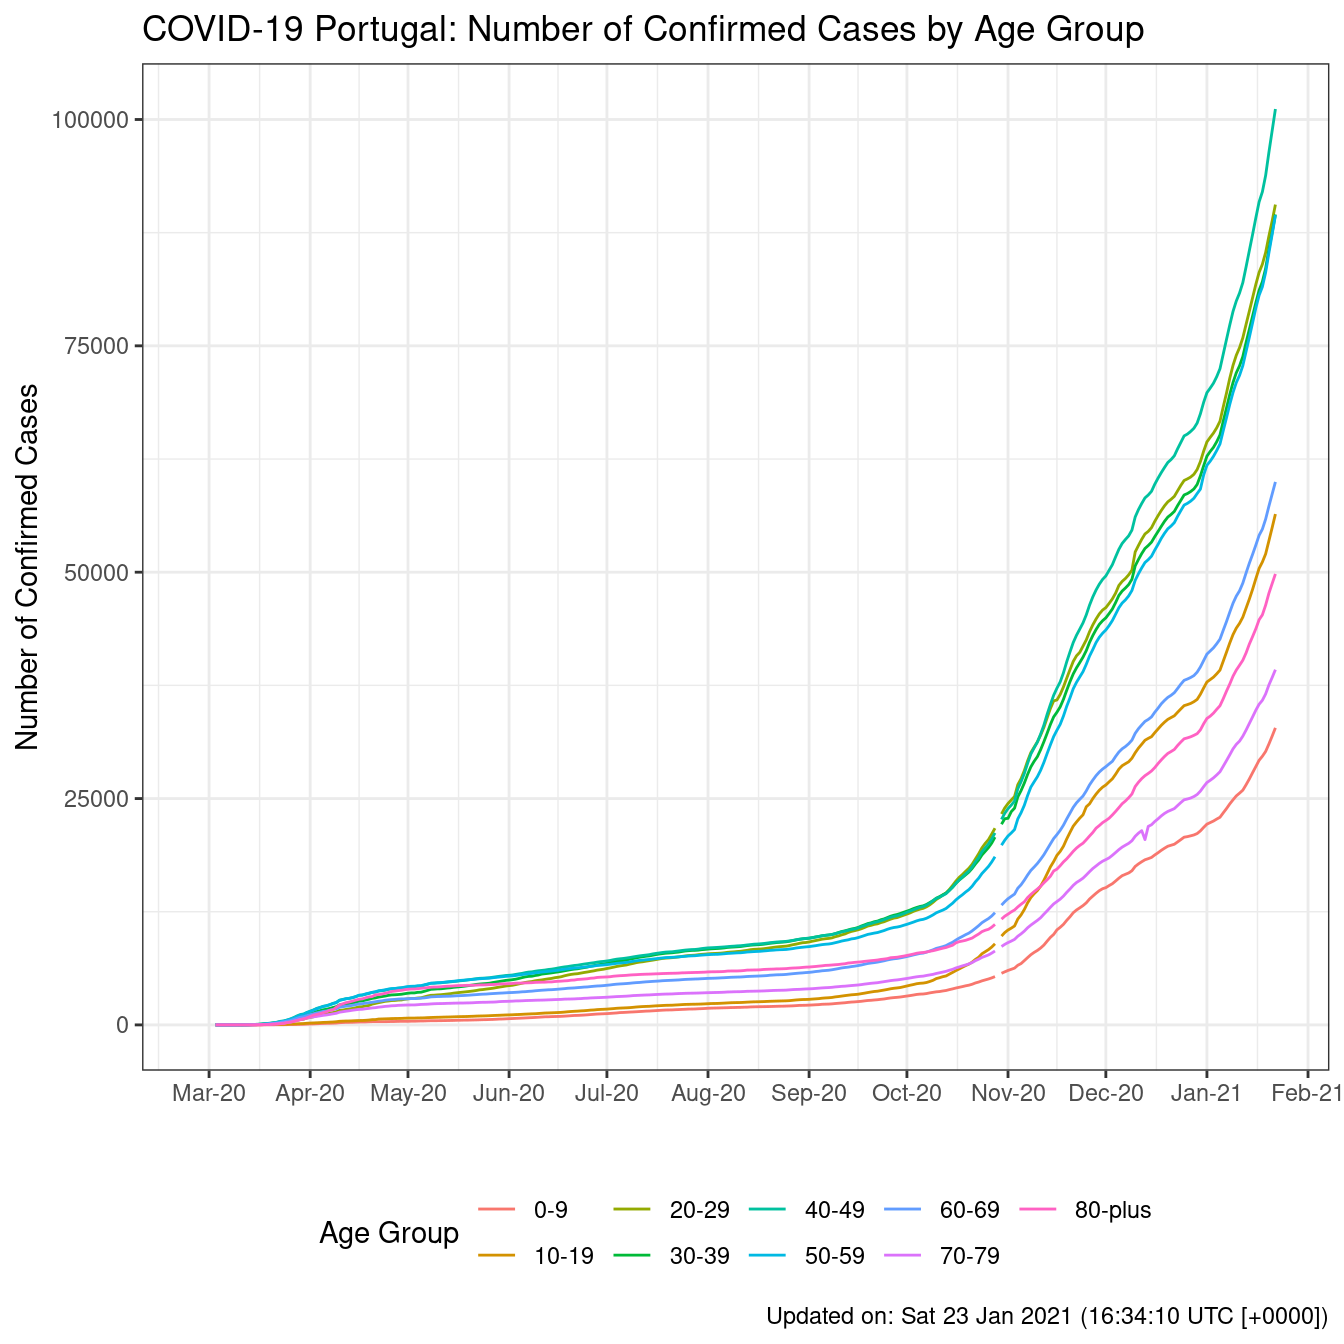 COVID-19 Portugal: Number of Confirmed Cases by Age Group
Number of Confirmed Cases
100000
75000
50000
25000
0
Mar-20 Apr-20 May-20 Jun-20 Jul-20 Aug-20 Sep-20 Oct-20 Nov-20 Dec-20 Jan-21 Feb-21
Age Group
0-9 20-29 40-49 60-69 80-plus
10-19 30-39 50-59 70-79
Updated on: Sat 23 Jan 2021 (16:34:10 UTC [+0000])